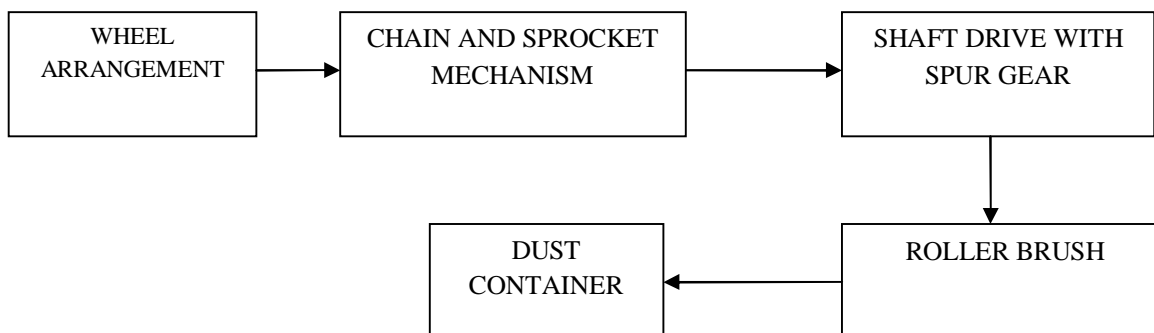 WHEEL
ARRANGEMENT
CHAIN AND SPROCKET
MECHANISM
SHAFT DRIVE WITH
SPUR GEAR
ROLLER BRUSH
DUST
CONTAINER